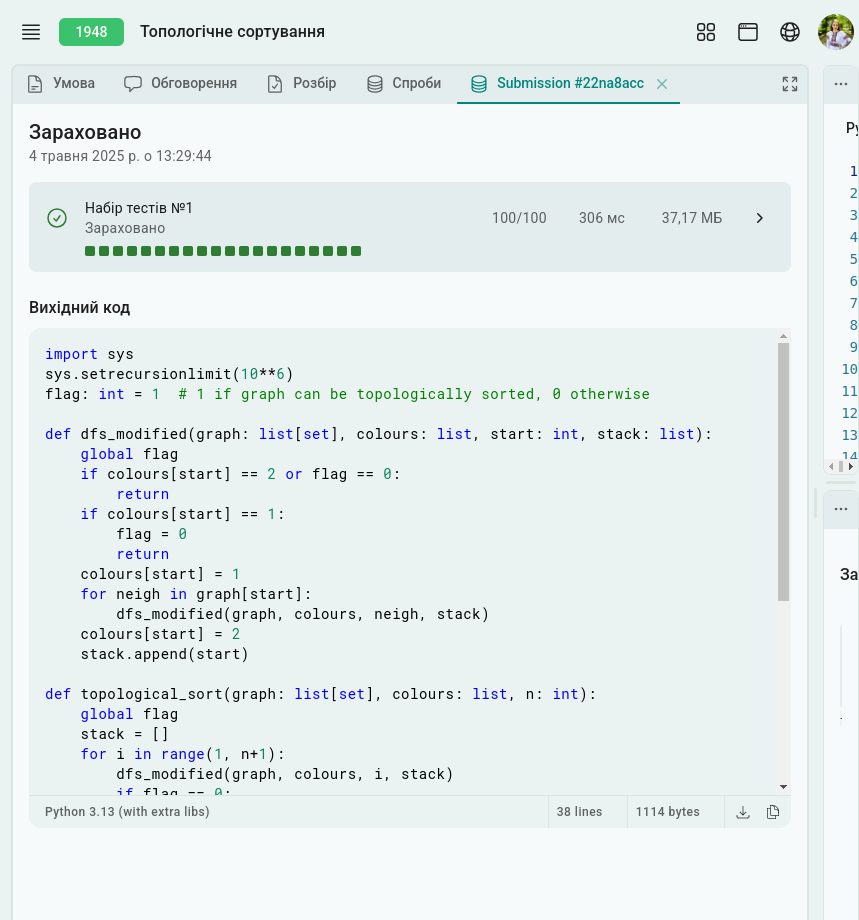 1948 Топологічне сортування
Умова Обговорення Розбір Спроби Submission #22na8acc
Зараховано
4 травня 2025 р. о 13:29:44
Набір тестів №1
Зараховано
100/100 306 мс 37,17 МБ
Вихідний код
import sys
sys.setrecursionlimit(10**6)
flag: int = 1  # 1 if graph can be topologically sorted, 0 otherwise
def dfs_modified(graph: list[set], colours: list, start: int, stack: list):
    global flag
    if colours[start] == 2 or flag == 0:
        return
    if colours[start] == 1:
        flag = 0
        return
    colours[start] = 1
    for neigh in graph[start]:
        dfs_modified(graph, colours, neigh, stack)
    colours[start] = 2
    stack.append(start)
def topological_sort(graph: list[set], colours: list, n: int):
    global flag
    stack = []
    for i in range(1, n+1):
        dfs_modified(graph, colours, i, stack)
        if flag == 0:
Python 3.13 (with extra libs) 38 lines 1114 bytes
...
Py
1
2
3
4
5
6
7
8
9
10
11
12
13
14
...
За